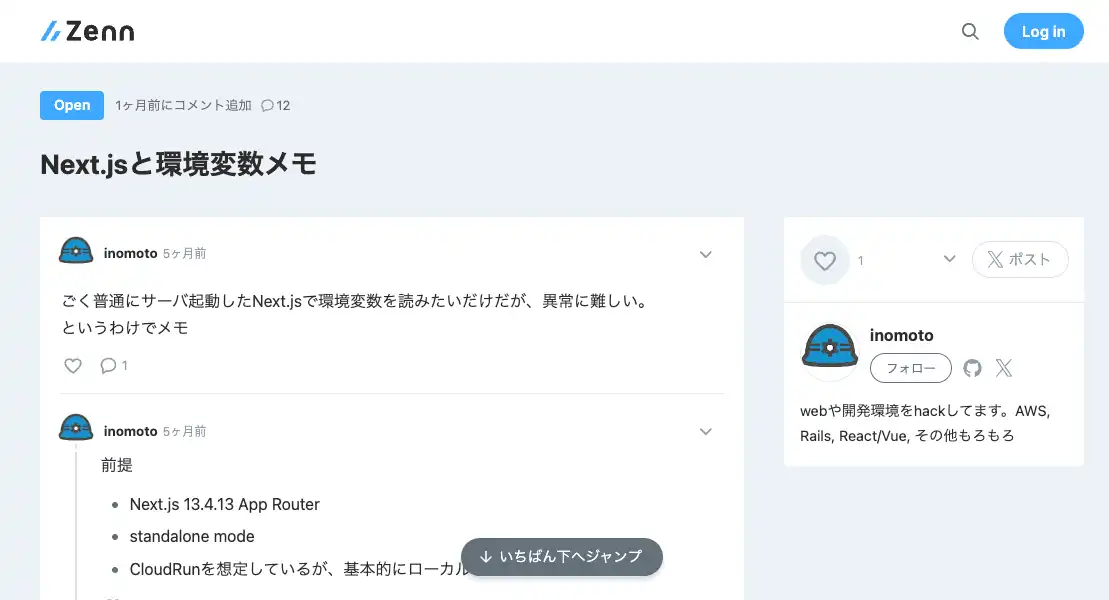 Zenn
Log in
Open 1ヶ月前にコメント追加 12
Next.jsと環境変数メモ
inomoto 5ヶ月前
ごく普通にサーバ起動したNext.jsで環境変数を読みたいだけだが、異常に難しい。
というわけでメモ
1
inomoto 5ヶ月前
前提
Next.js 13.4.13 App Router
standalone mode
CloudRunを想定しているが、基本的にローカル
いちばん下へジャンプ
1
ポスト
inomoto
フォロー
webや開発環境をhackしてます。AWS,
Rails, React/Vue, その他もろもろ